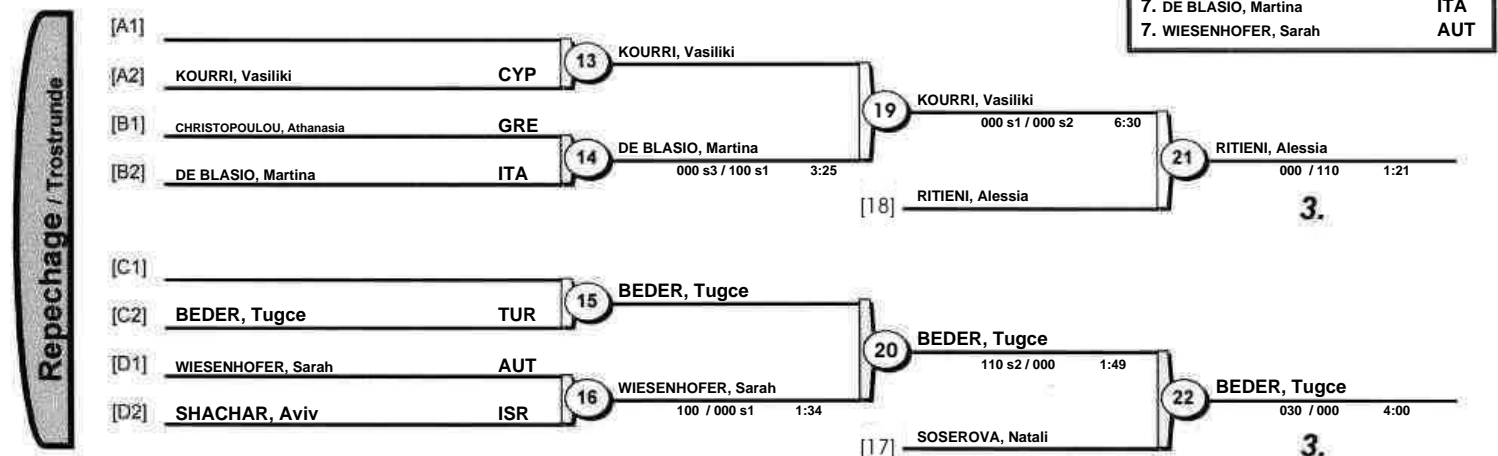 7. DE BLASIO, Martina ITA
7. WIESENHOFER, Sarah AUT
Repechage / Trostrunde
[A1]
[A2] KOURRI, Vasiliki CYP
13 KOURRI, Vasiliki
[B1] CHRISTOPOULOU, Athanasia GRE
[B2] DE BLASIO, Martina ITA
14 DE BLASIO, Martina
000 s3 / 100 s1 3:25
19 KOURRI, Vasiliki
000 s1 / 000 s2 6:30
[18] RITIENI, Alessia
21 RITIENI, Alessia
000 / 110 1:21
3.
[C1]
[C2] BEDER, Tugce TUR
15 BEDER, Tugce
[D1] WIESENHOFER, Sarah AUT
[D2] SHACHAR, Aviv ISR
16 WIESENHOFER, Sarah
100 / 000 s1 1:34
20 BEDER, Tugce
110 s2 / 000 1:49
[17] SOSEROVA, Natali
22 BEDER, Tugce
030 / 000 4:00
3.